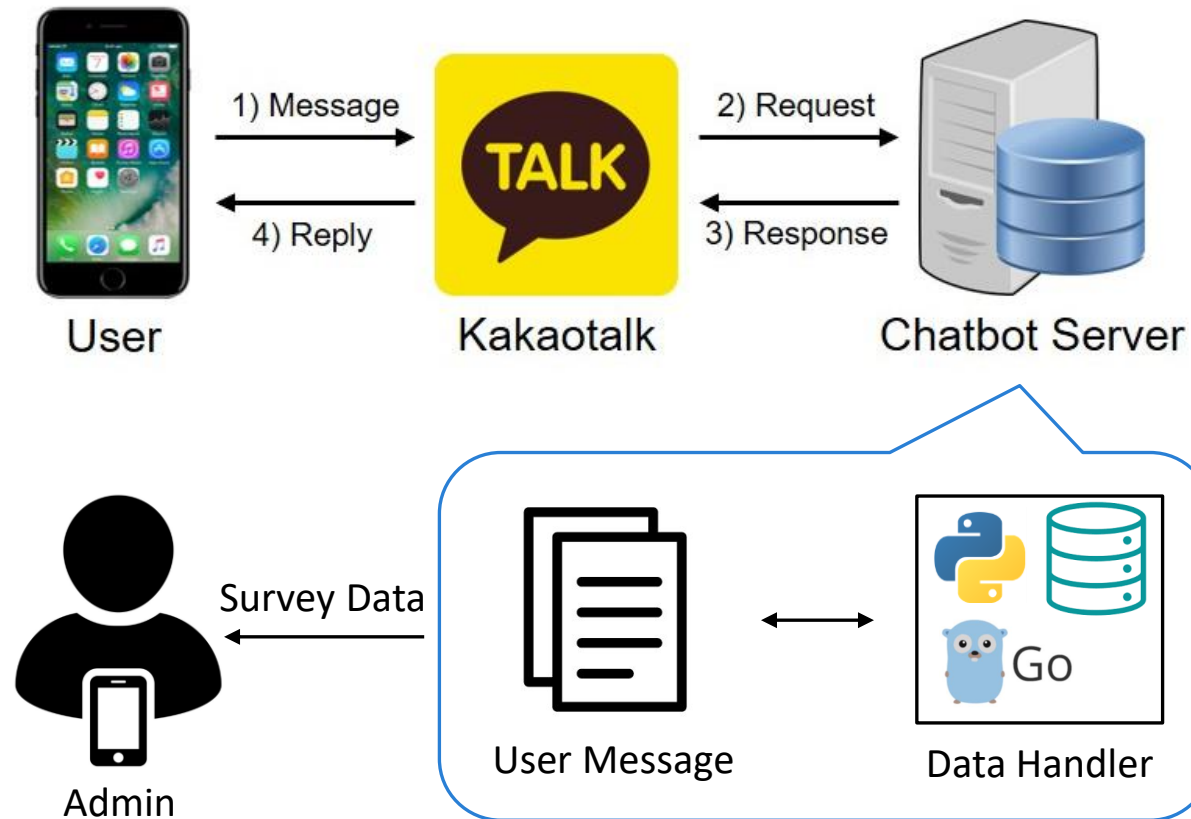 1) Message
2) Request
TALK
4) Reply
3) Response
User
Kakaotalk
Chatbot Server
Survey Data
Go
User Message
Data Handler
Admin